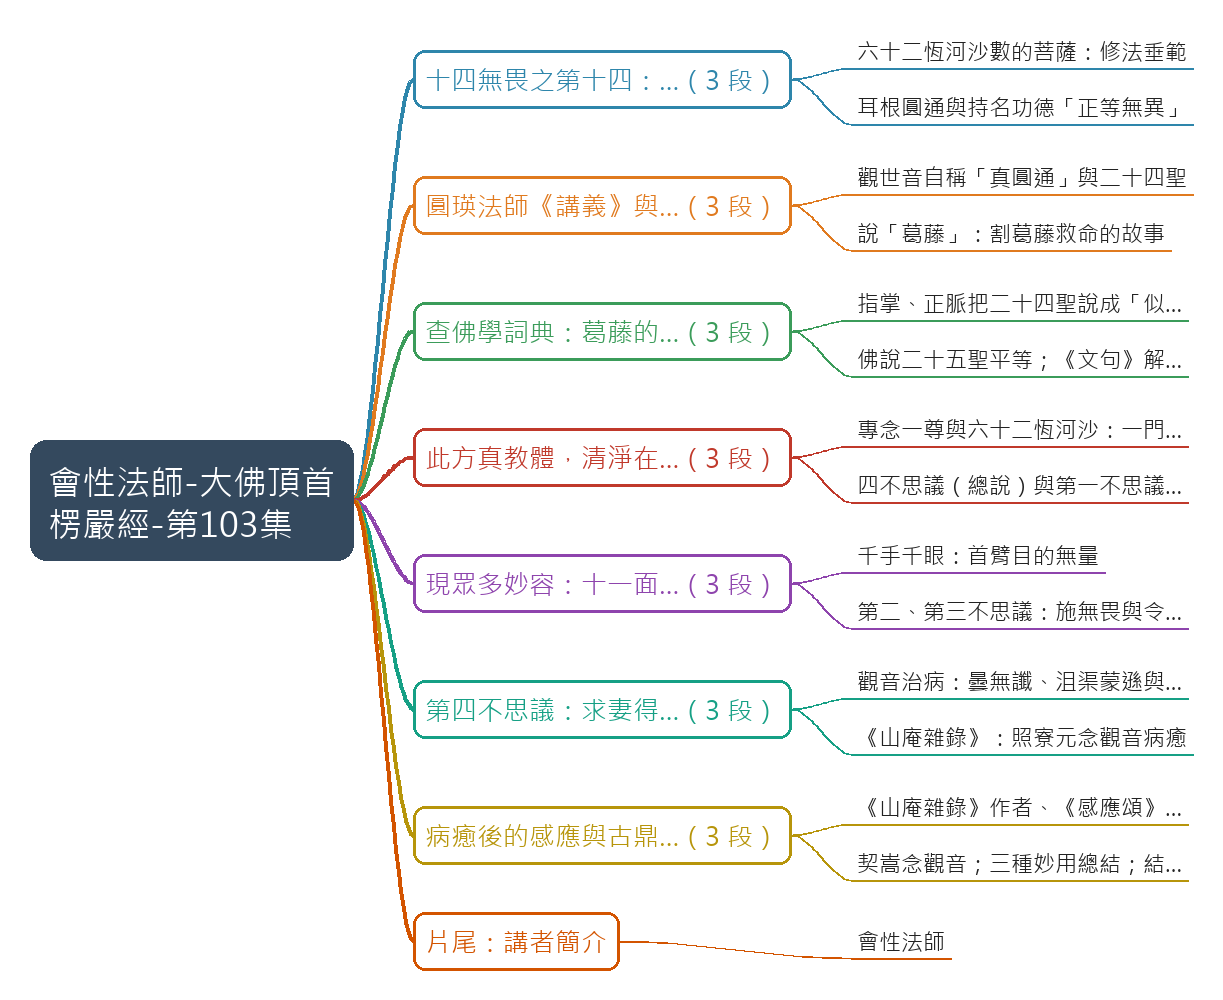 會性法師-大佛頂首
楞嚴經-第103集
十四無畏之第十四：...（3 段）
六十二恆河沙數的菩薩：修法垂範
耳根圓通與持名功德「正等無異」
圓瑛法師《講義》與...（3 段）
觀世音自稱「真圓通」與二十四聖
說「葛藤」：割葛藤救命的故事
查佛學詞典：葛藤的...（3 段）
指掌、正脈把二十四聖說成「似...
佛說二十五聖平等；《文句》解...
此方真教體，清淨在...（3 段）
專念一尊與六十二恆河沙：一門...
四不思議（總說）與第一不思議...
現眾多妙容：十一面...（3 段）
千手千眼：首臂目的無量
第二、第三不思議：施無畏與令...
第四不思議：求妻得...（3 段）
觀音治病：曇無讖、沮渠蒙遜與...
《山庵雜錄》：照寮元念觀音病癒
病癒後的感應與古鼎...（3 段）
《山庵雜錄》作者、《感應頌》...
契嵩念觀音；三種妙用總結；結...
片尾：講者簡介
會性法師